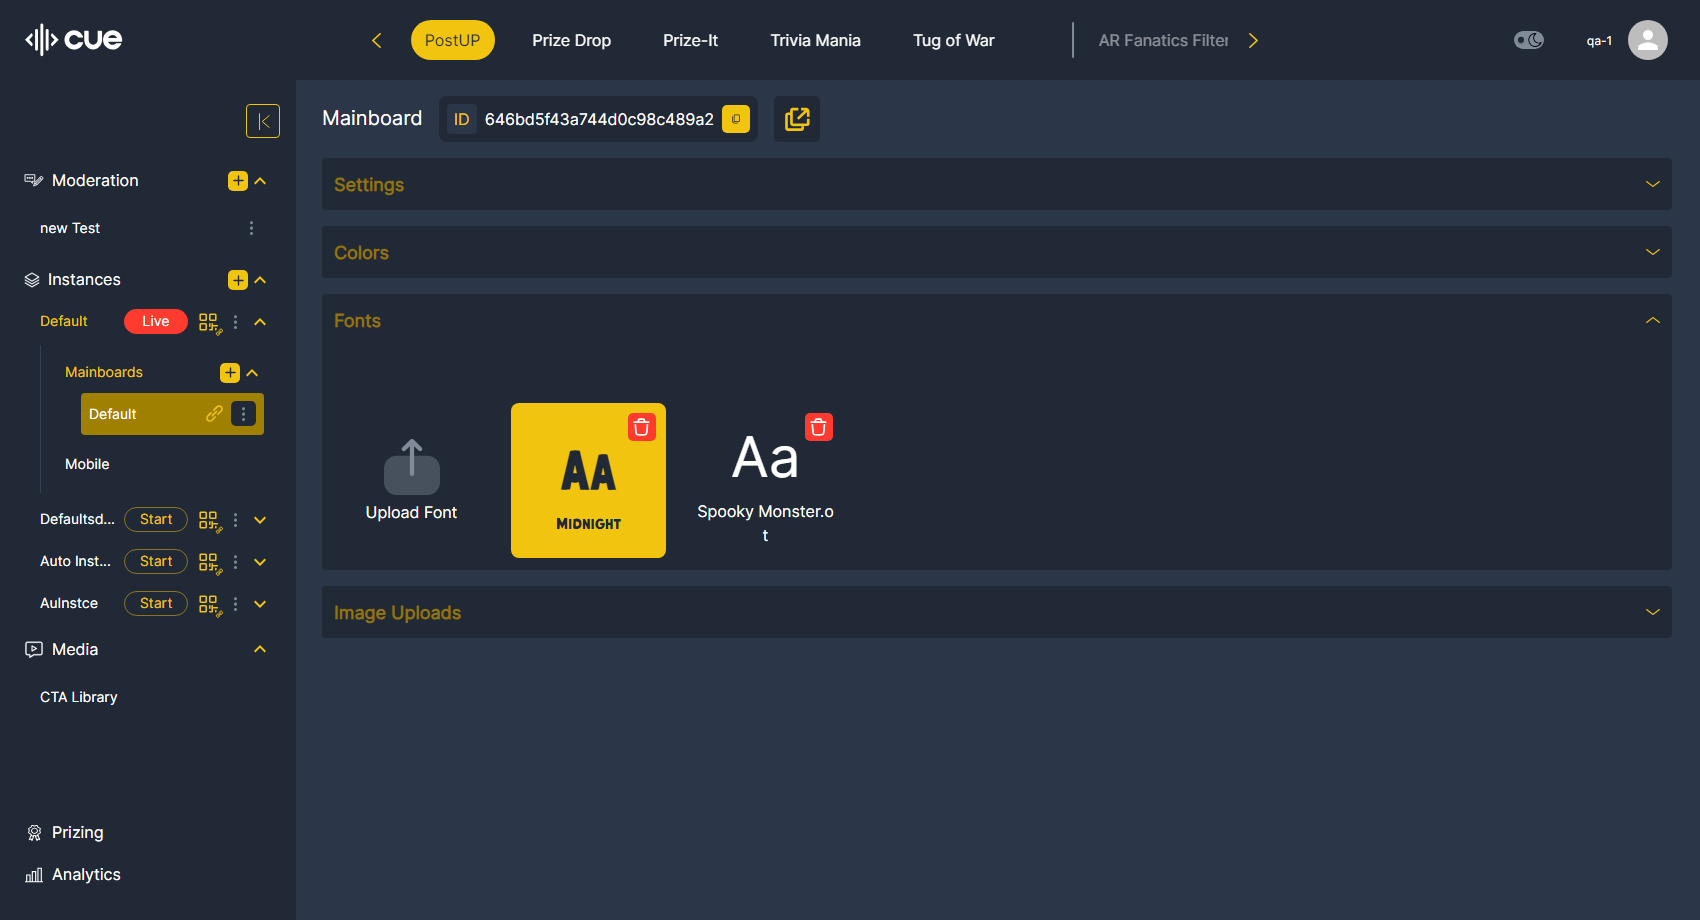 cue
PostUP
Prize Drop
Prize-It
Trivia Mania
Tug of War
AR Fanatics Filter
qa-1
Mainboard
ID 646bd5f43a744d0c98c489a2
Moderation
new Test
Instances
Default Live
Mainboards
Default
Mobile
Defaultsd... Start
Auto Inst... Start
AuInstce Start
Media
CTA Library
Prizing
Analytics
Settings
Colors
Fonts
Upload Font
Aa
Midnight
Aa
Spooky Monster.o
t
Image Uploads